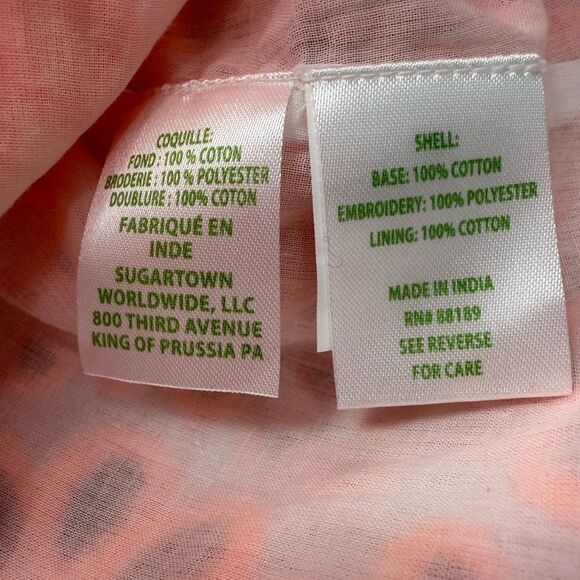 COQUILLE:
FOND : 100 % COTON
BRODERIE : 100 % POLYESTER
DOUBLURE : 100% COTON
FABRIQUÉ EN
INDE
SUGARTOWN
WORLDWIDE, LLC
800 THIRD AVENUE
KING OF PRUSSIA PA
SHELL:
BASE: 100% COTTON
EMBROIDERY: 100% POLYESTER
LINING: 100% COTTON
MADE IN INDIA
RN# 88189
SEE REVERSE
FOR CARE